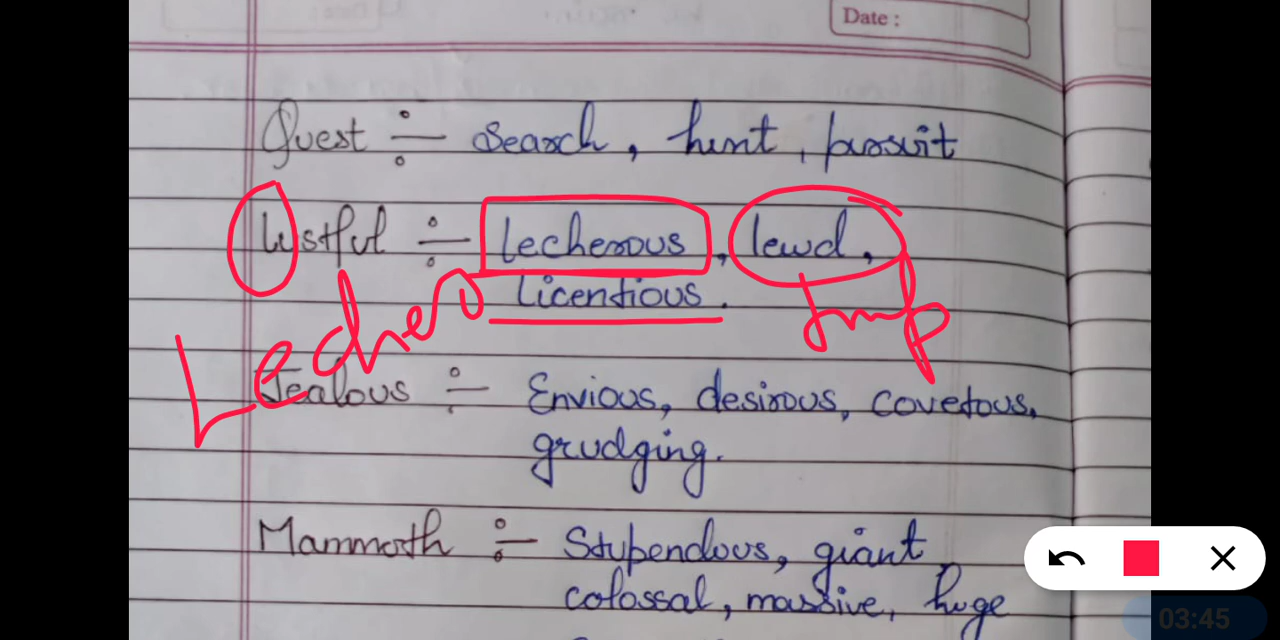 Date :
Quest ÷ search, hunt, pursuit
Lustful ÷ Lecherous, lewd,
Licentious.
Lechero
Imp
Jealous ÷ Envious, desirous, covetous,
grudging.
Mammoth ÷ Stupendous, giant
colossal, massive, huge
03:45